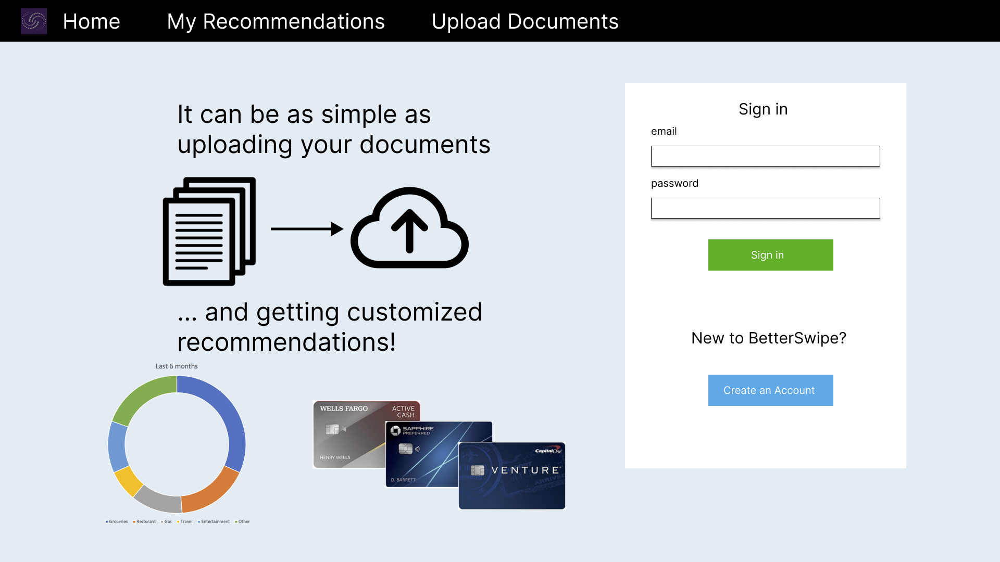 Home
My Recommendations
Upload Documents
It can be as simple as
uploading your documents
... and getting customized
recommendations!
Last 6 months
Groceries
Resturant
Gas
Travel
Entertainment
Other
WELLS FARGO
ACTIVE
CASH
HENRY WELLS
SAPPHIRE
PREFERRED
D. BARRETT
CapitalOne
VENTURE
ARRIVED
Sign in
email
password
Sign in
New to BetterSwipe?
Create an Account